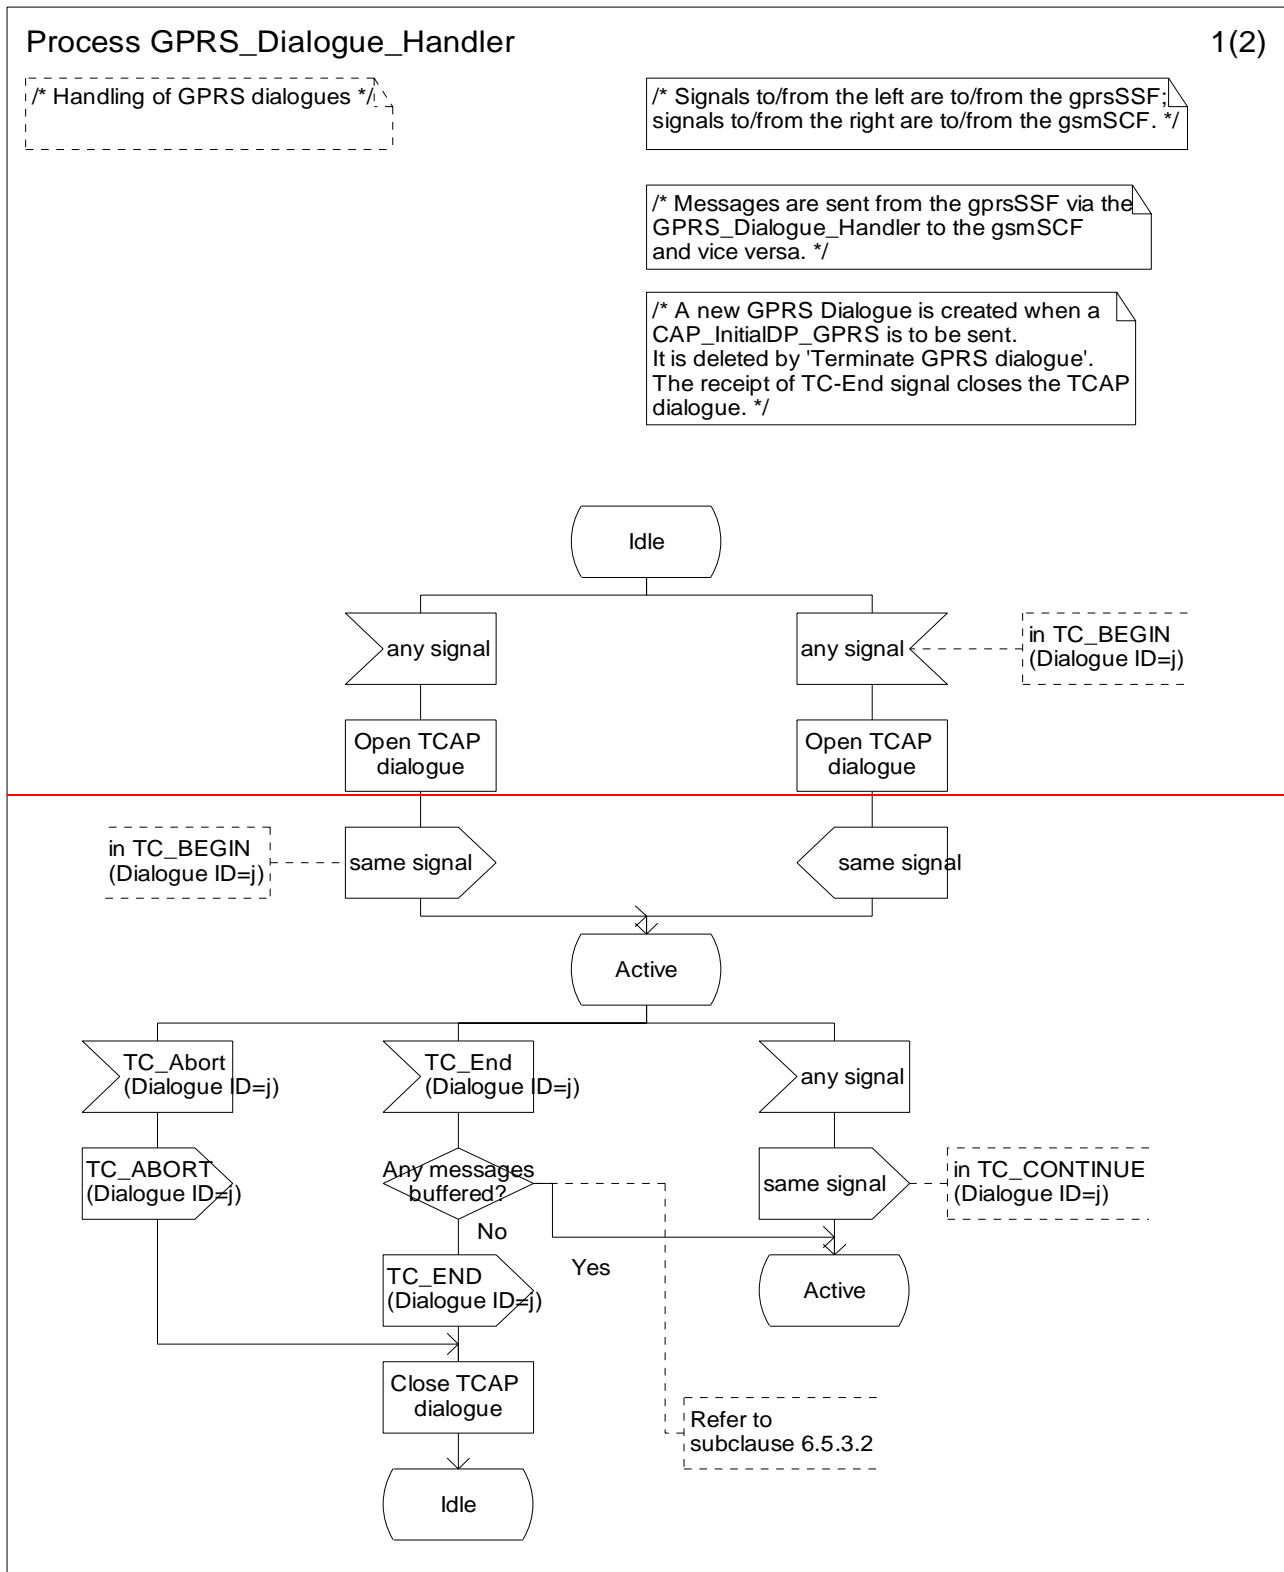 Process GPRS_Dialogue_Handler
1(2)
/* Handling of GPRS dialogues */
/* Signals to/from the left are to/from the gprsSSF;
signals to/from the right are to/from the gsmSCF. */
/* Messages are sent from the gprsSSF via the
GPRS_Dialogue_Handler to the gsmSCF
and vice versa. */
/* A new GPRS Dialogue is created when a
CAP_InitialDP_GPRS is to be sent.
It is deleted by 'Terminate GPRS dialogue'.
The receipt of TC-End signal closes the TCAP
dialogue. */
Idle
any signal
any signal
in TC_BEGIN
(Dialogue ID=j)
Open TCAP
dialogue
Open TCAP
dialogue
in TC_BEGIN
(Dialogue ID=j)
same signal
same signal
Active
TC_Abort
(Dialogue ID=j)
TC_End
(Dialogue ID=j)
any signal
TC_ABORT
(Dialogue ID=j)
Any messages
buffered?
same signal
in TC_CONTINUE
(Dialogue ID=j)
No
Yes
TC_END
(Dialogue ID=j)
Active
Close TCAP
dialogue
Refer to
subclause 6.5.3.2
Idle